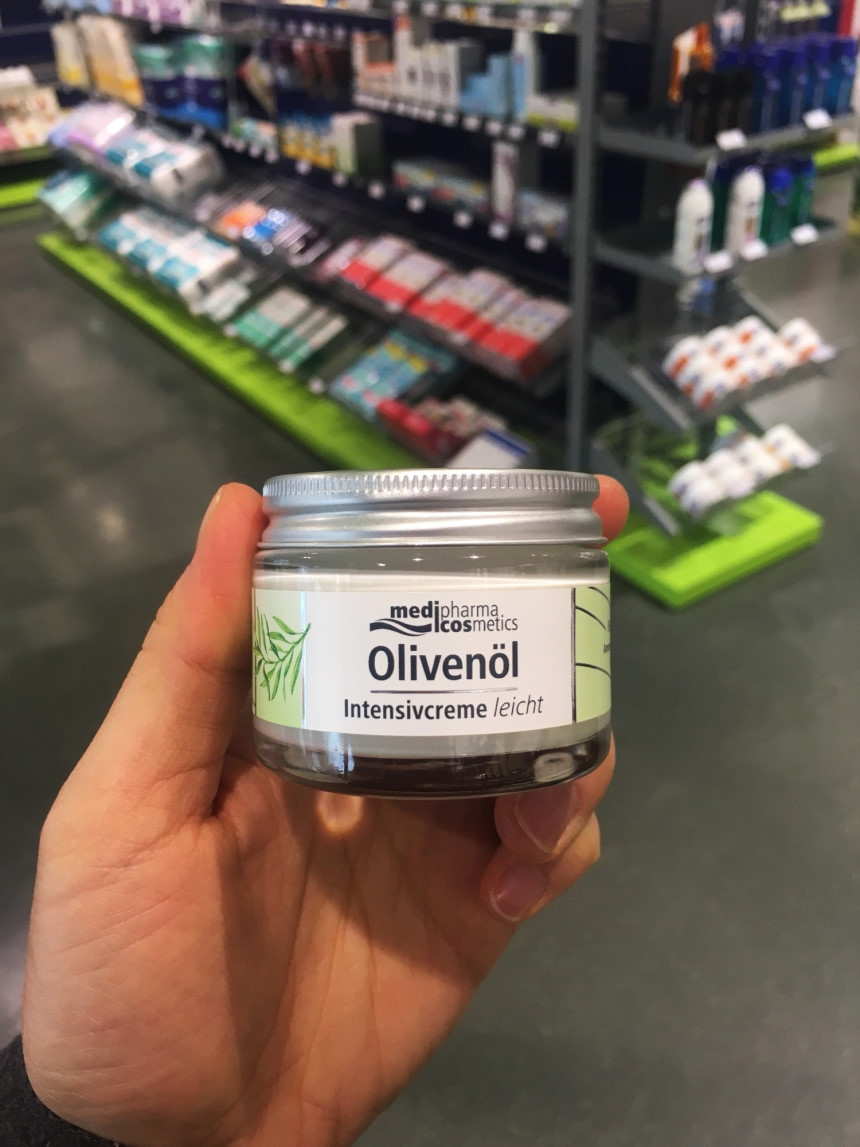 medipharma
cosmetics
Olivenöl
Intensivcreme leicht